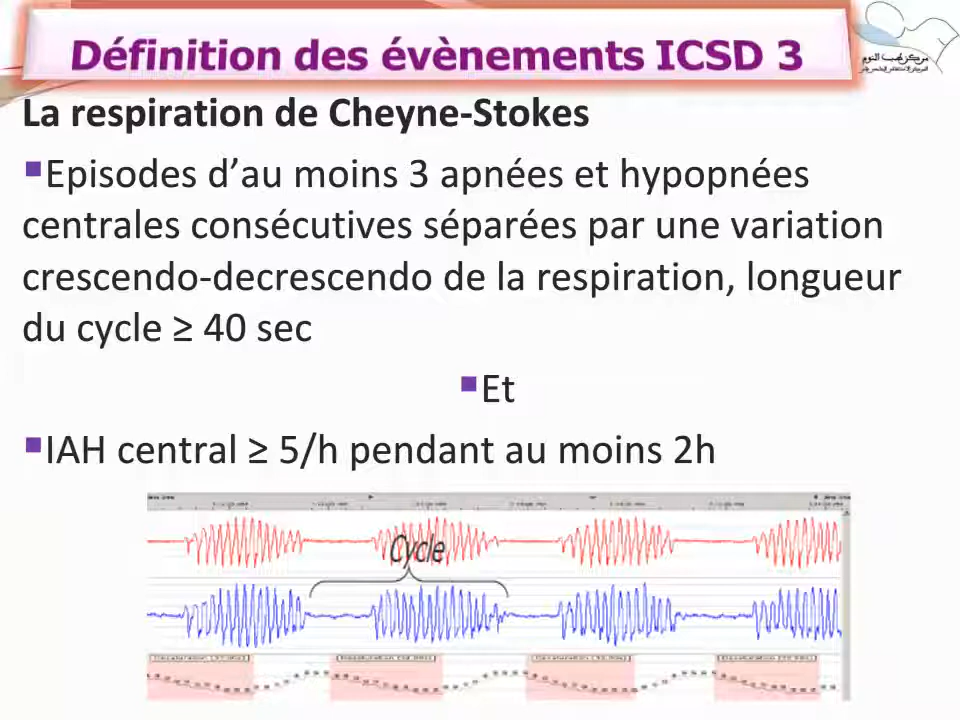 Définition des évènements ICSD 3
La respiration de Cheyne-Stokes
▪Episodes d’au moins 3 apnées et hypopnées
centrales consécutives séparées par une variation
crescendo-decrescendo de la respiration, longueur
du cycle ≥ 40 sec
▪Et
▪IAH central ≥ 5/h pendant au moins 2h
Cycle